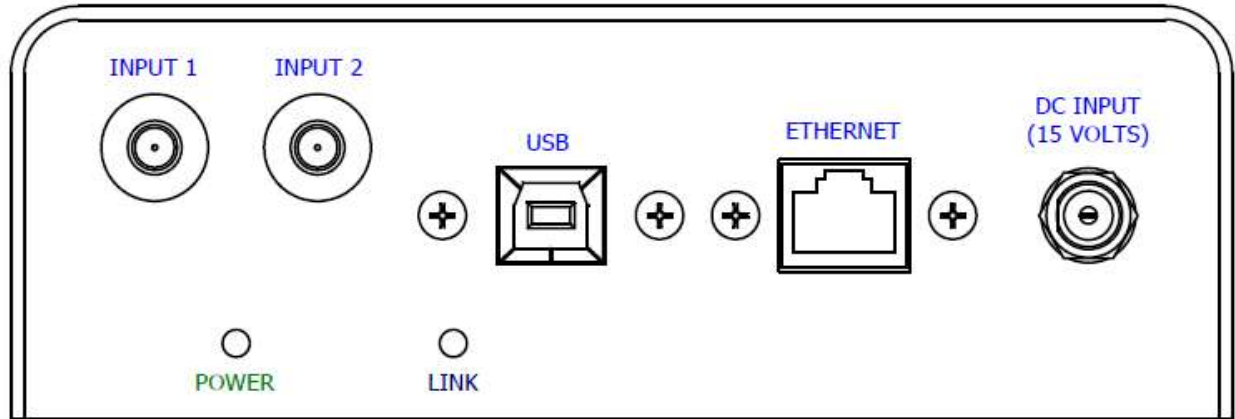 INPUT 1
INPUT 2
USB
ETHERNET
DC INPUT
(15 VOLTS)
POWER
LINK